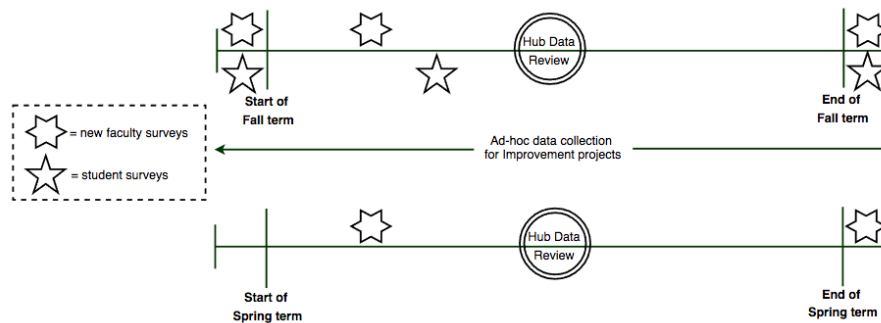 Hub Data
Review
Start of
Fall term
End of
Fall term
= new faculty surveys
= student surveys
Ad-hoc data collection
for Improvement projects
Hub Data
Review
Start of
Spring term
End of
Spring term